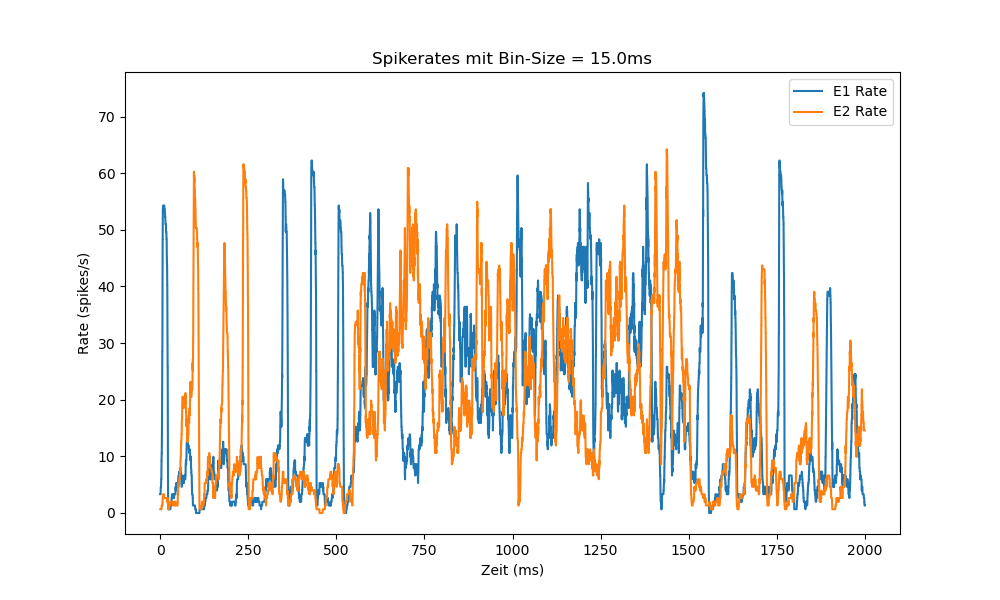 Spikerates mit Bin-Size = 15.0ms
E1 Rate
E2 Rate
Rate (spikes/s)
70
60
50
40
30
20
10
0
0 250 500 750 1000 1250 1500 1750 2000
Zeit (ms)